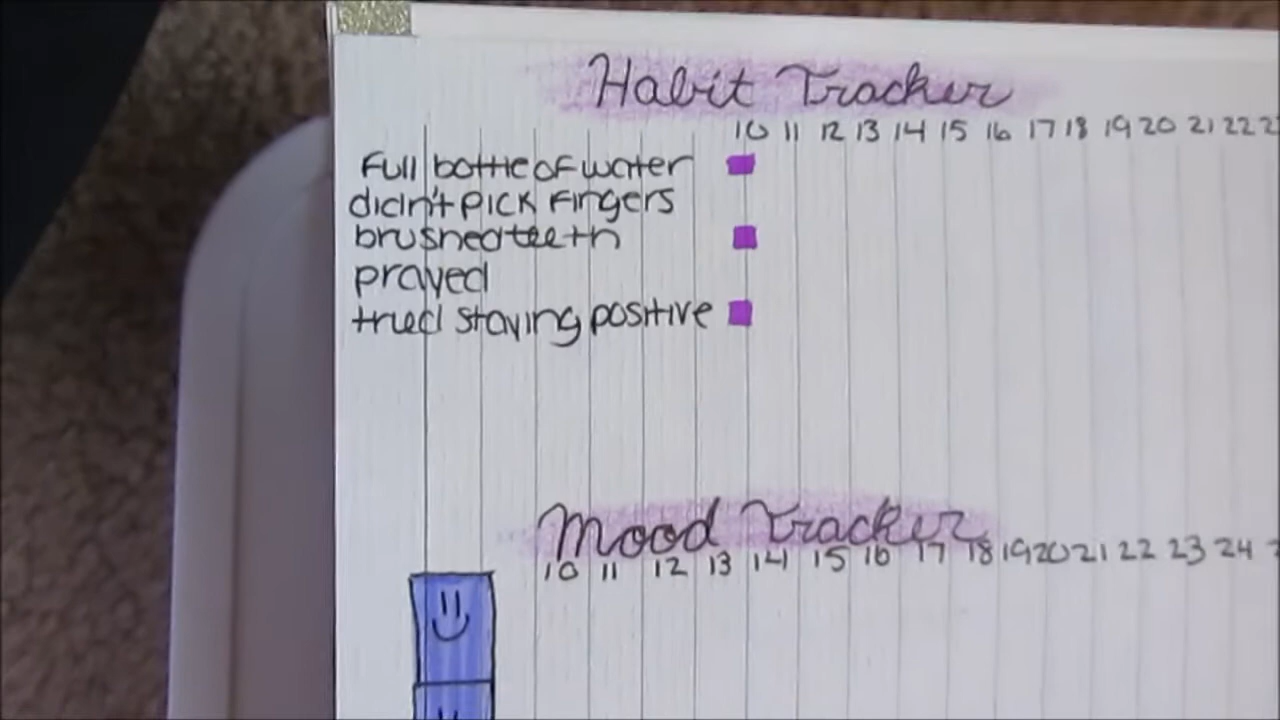 Habit Tracker
10 11 12 13 14 15 16 17 18 19 20 21 22
Full bottle of water
didn't pick fingers
brushed teeth
prayed
tried staying positive
Mood Tracker
10 11 12 13 14 15 16 17 18 19 20 21 22 23 24